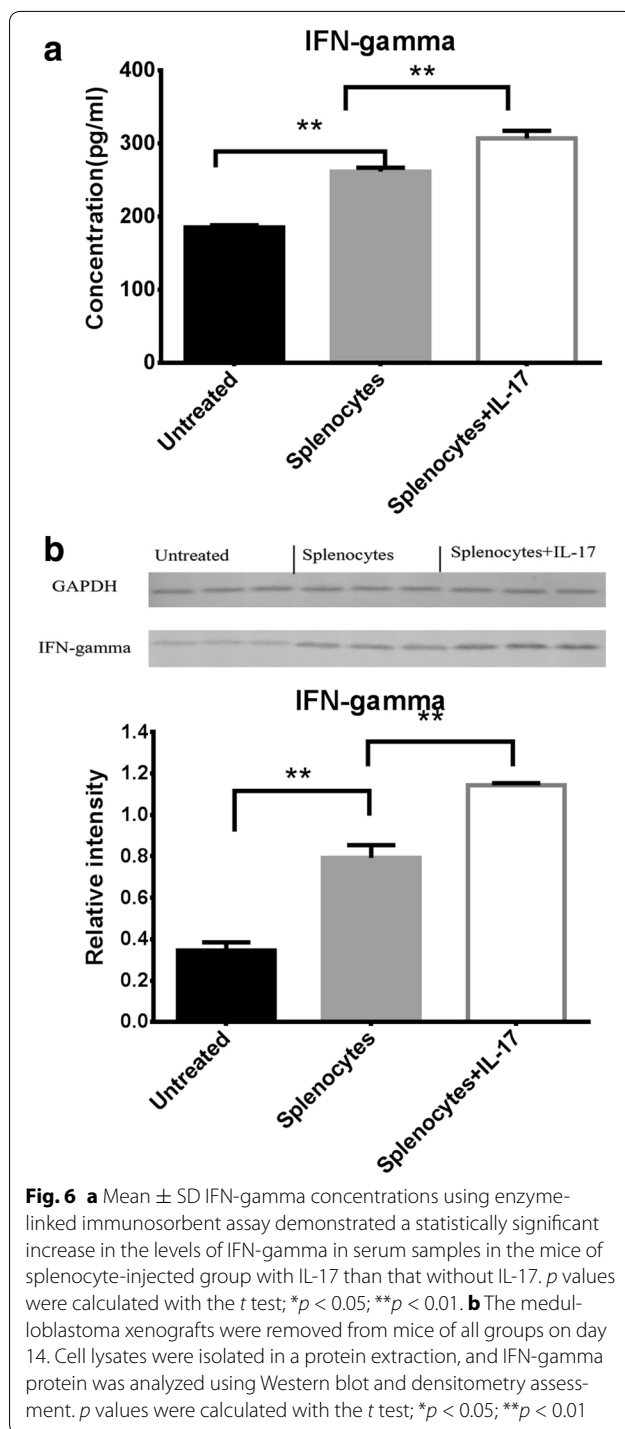 a
IFN-gamma
Concentration(pg/ml)
400
300
200
100
0
**
**
Untreated
Splenocytes
Splenocytes+IL-17
b
Untreated Splenocytes Splenocytes+IL-17
GAPDH
IFN-gamma
IFN-gamma
Relative intensity
1.4
1.2
1.0
0.8
0.6
0.4
0.2
0.0
**
**
Untreated
Splenocytes
Splenocytes+IL-17
Fig. 6 a Mean ± SD IFN-gamma concentrations using enzyme-
linked immunosorbent assay demonstrated a statistically significant
increase in the levels of IFN-gamma in serum samples in the mice of
splenocyte-injected group with IL-17 than that without IL-17. p values
were calculated with the t test; *p < 0.05; **p < 0.01. b The medul-
loblastoma xenografts were removed from mice of all groups on day
14. Cell lysates were isolated in a protein extraction, and IFN-gamma
protein was analyzed using Western blot and densitometry assess-
ment. p values were calculated with the t test; *p < 0.05; **p < 0.01